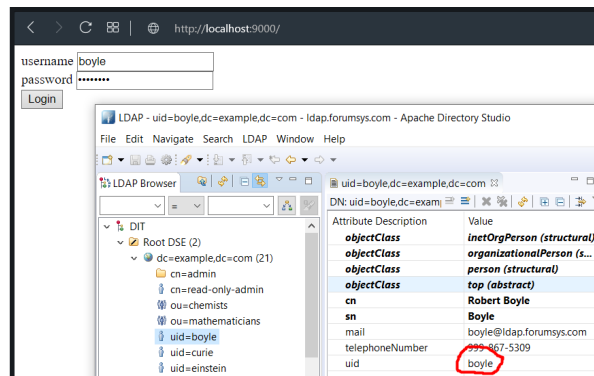 http://localhost:9000/
username boyle
password ••••••••
Login
LDAP - uid=boyle,dc=example,dc=com - ldap.forumsys.com - Apache Directory Studio
File Edit Navigate Search LDAP Window Help
LDAP Browser
=
DIT
Root DSE (2)
dc=example,dc=com (21)
cn=admin
cn=read-only-admin
ou=chemists
ou=mathematicians
uid=boyle
uid=curie
uid=einstein
uid=boyle,dc=example,dc=com
DN: uid=boyle,dc=examp
Attribute Description Value
objectClass inetOrgPerson (structural)
objectClass organizationalPerson (s...
objectClass person (structural)
objectClass top (abstract)
cn Robert Boyle
sn Boyle
mail boyle@ldap.forumsys.com
telephoneNumber 999-867-5309
uid boyle